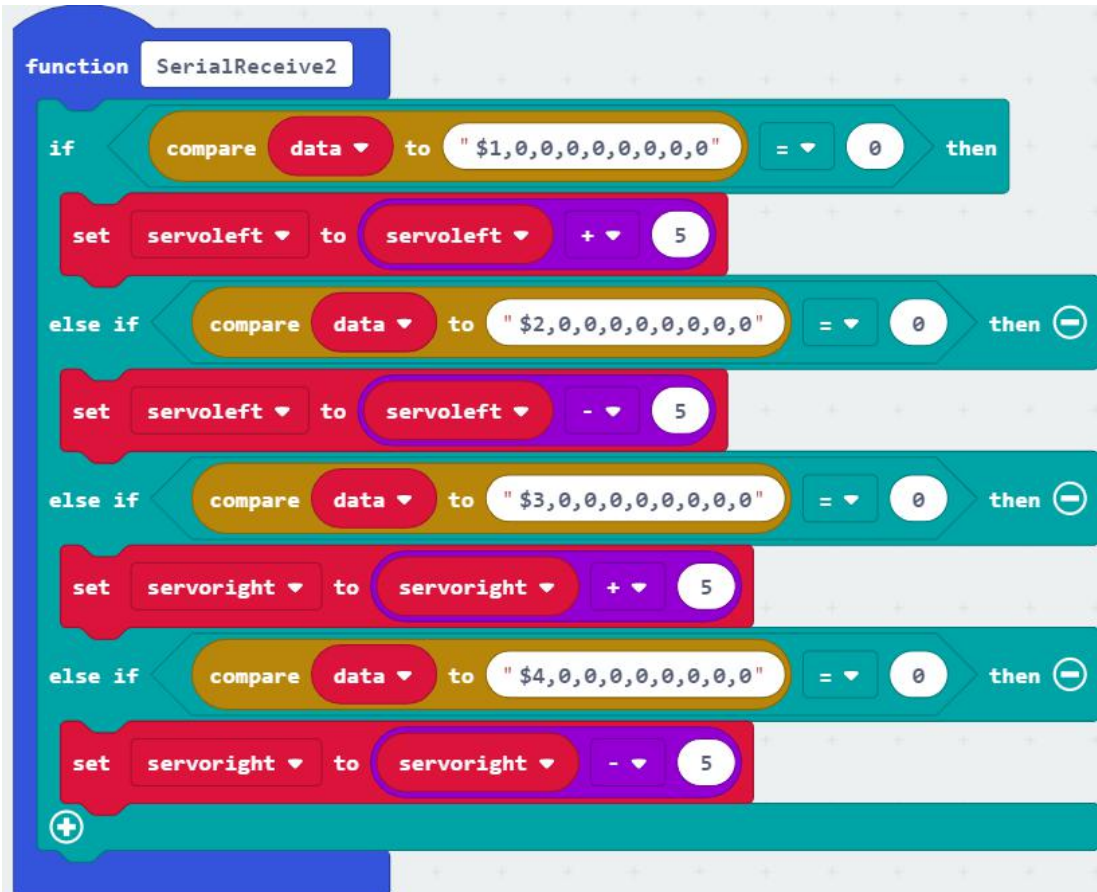 function SerialReceive2
if compare data to "$1,0,0,0,0,0,0,0,0" = 0 then
set servoleft to servoleft + 5
else if compare data to "$2,0,0,0,0,0,0,0,0" = 0 then
set servoleft to servoleft - 5
else if compare data to "$3,0,0,0,0,0,0,0,0" = 0 then
set servoright to servoright + 5
else if compare data to "$4,0,0,0,0,0,0,0,0" = 0 then
set servoright to servoright - 5